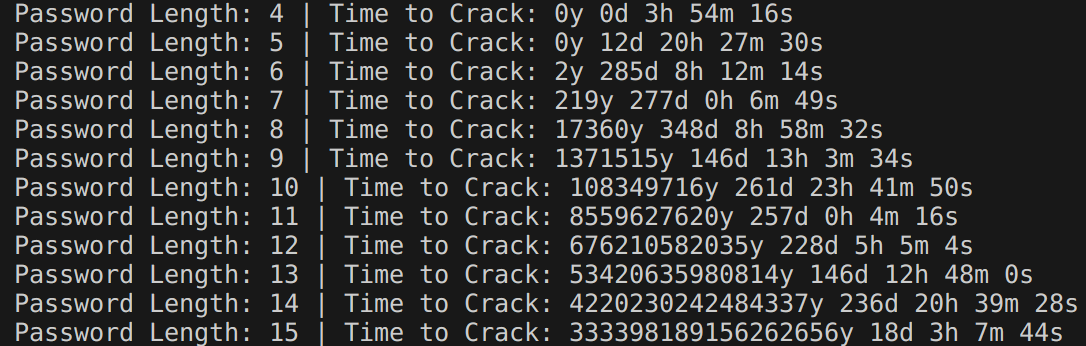 Password Length: 4 | Time to Crack: 0y 0d 3h 54m 16s
Password Length: 5 | Time to Crack: 0y 12d 20h 27m 30s
Password Length: 6 | Time to Crack: 2y 285d 8h 12m 14s
Password Length: 7 | Time to Crack: 219y 277d 0h 6m 49s
Password Length: 8 | Time to Crack: 17360y 348d 8h 58m 32s
Password Length: 9 | Time to Crack: 1371515y 146d 13h 3m 34s
Password Length: 10 | Time to Crack: 108349716y 261d 23h 41m 50s
Password Length: 11 | Time to Crack: 8559627620y 257d 0h 4m 16s
Password Length: 12 | Time to Crack: 676210582035y 228d 5h 5m 4s
Password Length: 13 | Time to Crack: 53420635980814y 146d 12h 48m 0s
Password Length: 14 | Time to Crack: 4220230242484337y 236d 20h 39m 28s
Password Length: 15 | Time to Crack: 333398189156262656y 18d 3h 7m 44s